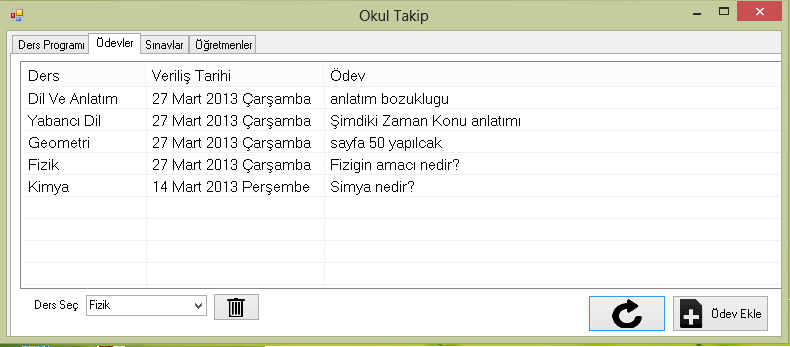 Okul Takip
Ders Programı Ödevler Sınavlar Öğretmenler
Ders Veriliş Tarihi Ödev
Dil Ve Anlatım 27 Mart 2013 Çarşamba anlatım bozuklugu
Yabancı Dil 27 Mart 2013 Çarşamba Şimdiki Zaman Konu anlatımı
Geometri 27 Mart 2013 Çarşamba sayfa 50 yapılcak
Fizik 27 Mart 2013 Çarşamba Fizigin amacı nedir?
Kimya 14 Mart 2013 Perşembe Simya nedir?
Ders Seç Fizik Ödev Ekle